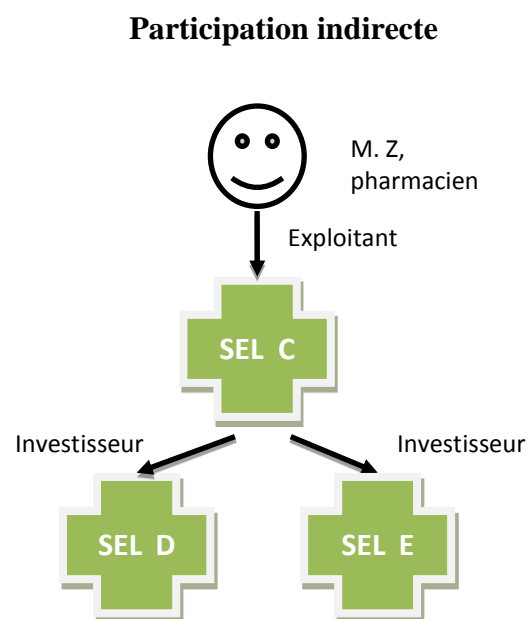 Participation indirecte
M. Z,
pharmacien
Exploitant
SEL C
Investisseur
Investisseur
SEL D
SEL E